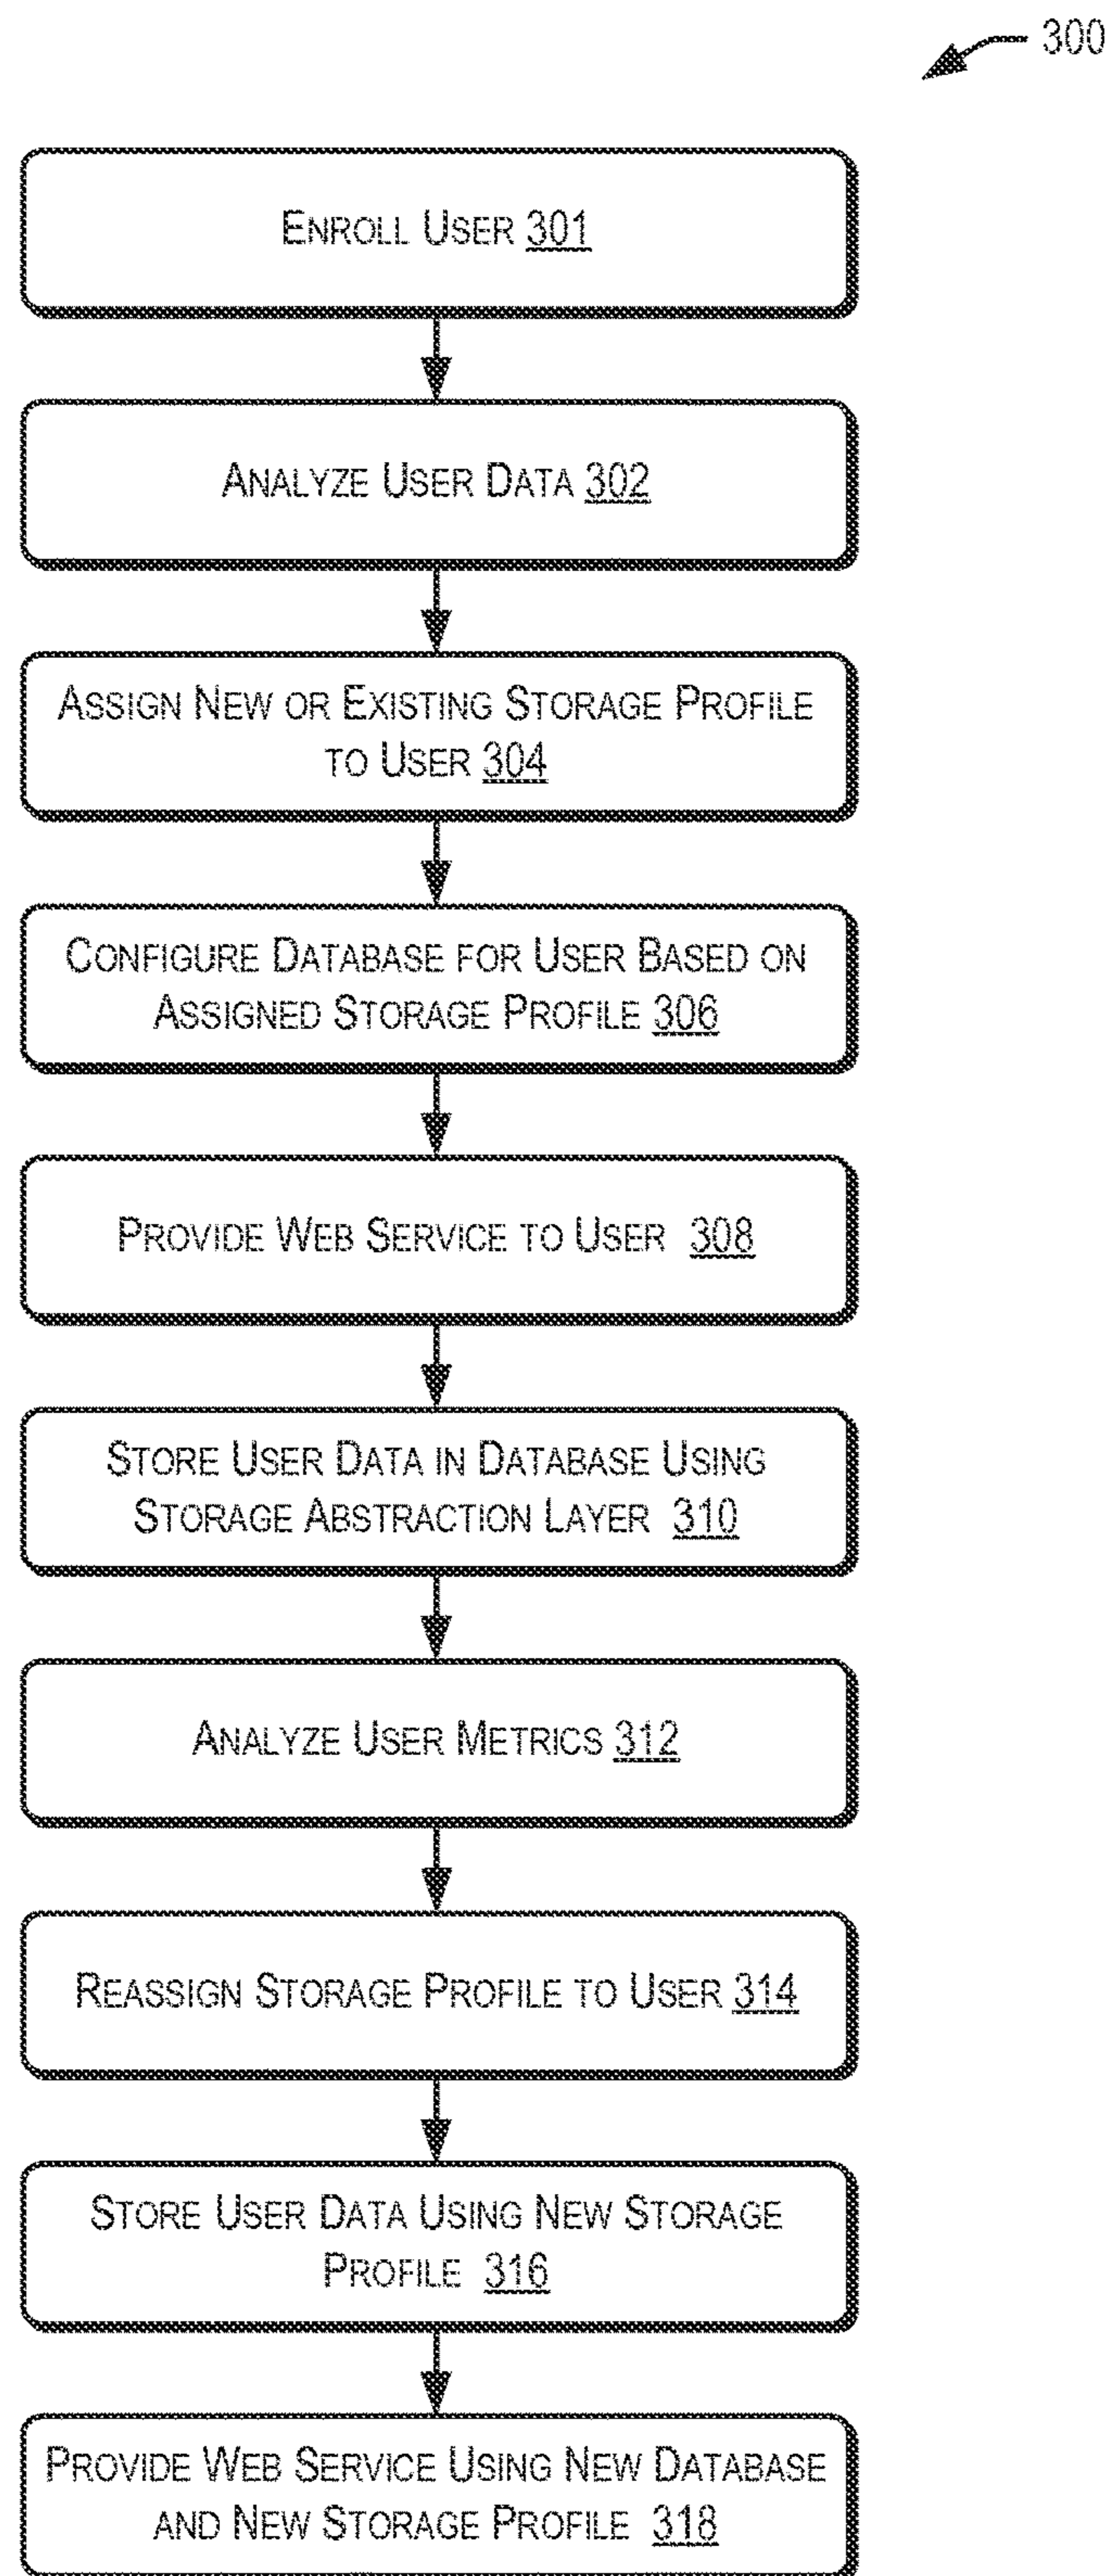 300
ENROLL USER 301
ANALYZE USER DATA 302
ASSIGN NEW OR EXISTING STORAGE PROFILE
TO USER 304
CONFIGURE DATABASE FOR USER BASED ON
ASSIGNED STORAGE PROFILE 306
PROVIDE WEB SERVICE TO USER 308
STORE USER DATA IN DATABASE USING
STORAGE ABSTRACTION LAYER 310
ANALYZE USER METRICS 312
REASSIGN STORAGE PROFILE TO USER 314
STORE USER DATA USING NEW STORAGE
PROFILE 316
PROVIDE WEB SERVICE USING NEW DATABASE
AND NEW STORAGE PROFILE 318